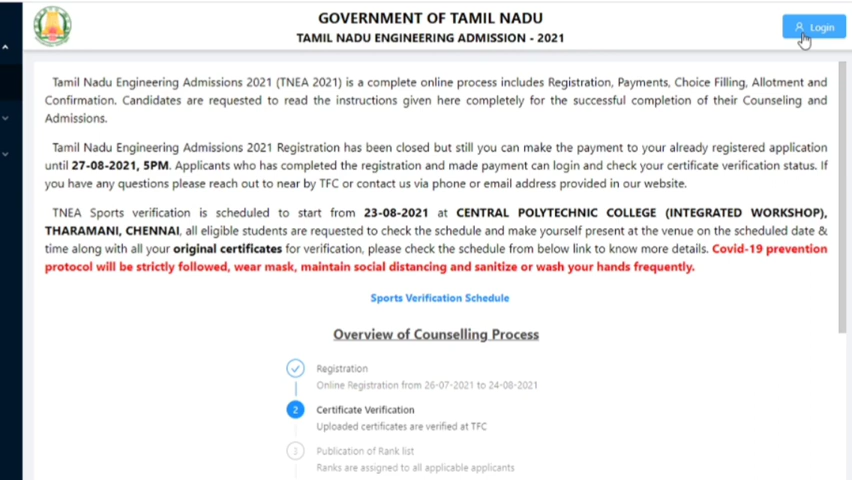 GOVERNMENT OF TAMIL NADU
TAMIL NADU ENGINEERING ADMISSION - 2021
Login
Tamil Nadu Engineering Admissions 2021 (TNEA 2021) is a complete online process includes Registration, Payments, Choice Filling, Allotment and
Confirmation. Candidates are requested to read the instructions given here completely for the successful completion of their Counseling and
Admissions.
Tamil Nadu Engineering Admissions 2021 Registration has been closed but still you can make the payment to your already registered application
until 27-08-2021, 5PM. Applicants who has completed the registration and made payment can login and check your certificate verification status. If
you have any questions please reach out to near by TFC or contact us via phone or email address provided in our website.
TNEA Sports verification is scheduled to start from 23-08-2021 at CENTRAL POLYTECHNIC COLLEGE (INTEGRATED WORKSHOP),
THARAMANI, CHENNAI, all eligible students are requested to check the schedule and make yourself present at the venue on the scheduled date &
time along with all your original certificates for verification, please check the schedule from below link to know more details. Covid-19 prevention
protocol will be strictly followed, wear mask, maintain social distancing and sanitize or wash your hands frequently.
Sports Verification Schedule
Overview of Counselling Process
Registration
Online Registration from 26-07-2021 to 24-08-2021
2 Certificate Verification
Uploaded certificates are verified at TFC
3 Publication of Rank list
Ranks are assigned to all applicable applicants